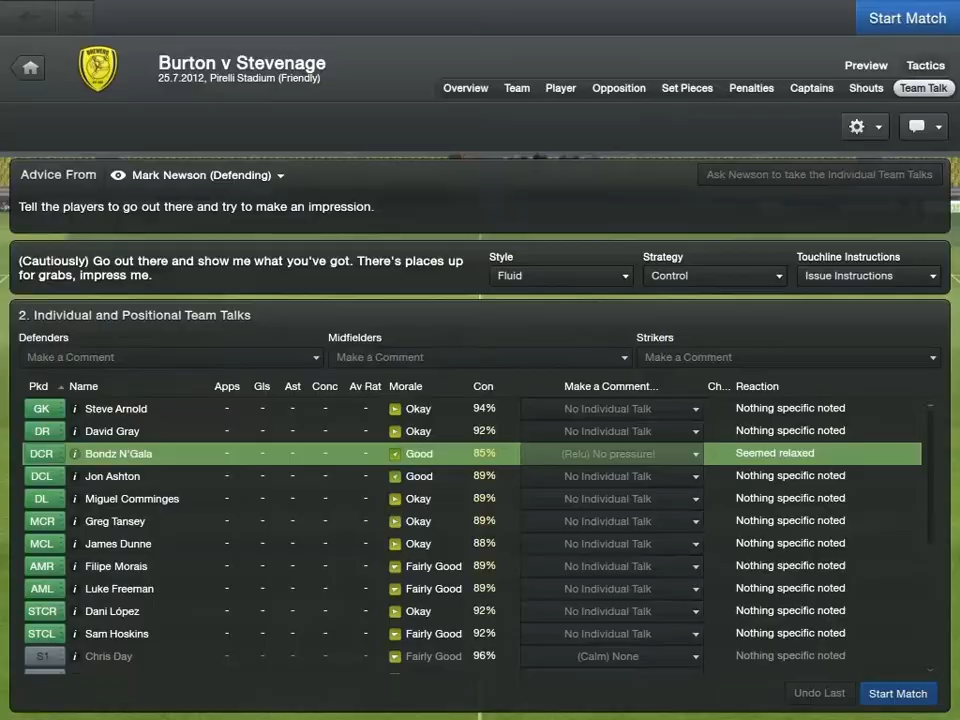 Start Match
BREWERS
Burton v Stevenage
25.7.2012, Pirelli Stadium (Friendly)
Preview Tactics
Overview Team Player Opposition Set Pieces Penalties Captains Shouts Team Talk
Advice From Mark Newson (Defending) Ask Newson to take the Individual Team Talks
Tell the players to go out there and try to make an impression.
(Cautiously) Go out there and show me what you've got. There's places up
for grabs, impress me.
Style Strategy Touchline Instructions
Fluid Control Issue Instructions
2. Individual and Positional Team Talks
Defenders Midfielders Strikers
Make a Comment Make a Comment Make a Comment
Pkd Name Apps Gls Ast Conc Av Rat Morale Con Make a Comment... Ch... Reaction
GK i Steve Arnold - - - - - Okay 94% No Individual Talk Nothing specific noted
DR i David Gray - - - - - Okay 92% No Individual Talk Nothing specific noted
DCR i Bondz N'Gala - - - - - Good 85% (Relu) No pressure! Seemed relaxed
DCL i Jon Ashton - - - - - Good 89% No Individual Talk Nothing specific noted
DL i Miguel Comminges - - - - - Okay 89% No Individual Talk Nothing specific noted
MCR i Greg Tansey - - - - - Okay 89% No Individual Talk Nothing specific noted
MCL i James Dunne - - - - - Okay 88% No Individual Talk Nothing specific noted
AMR i Filipe Morais - - - - - Fairly Good 89% No Individual Talk Nothing specific noted
AML i Luke Freeman - - - - - Fairly Good 89% No Individual Talk Nothing specific noted
STCR i Dani López - - - - - Okay 92% No Individual Talk Nothing specific noted
STCL i Sam Hoskins - - - - - Fairly Good 92% No Individual Talk Nothing specific noted
S1 i Chris Day - - - - - Fairly Good 96% (Calm) None Nothing specific noted
Undo Last Start Match